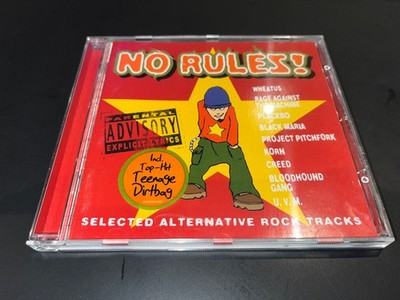 NO RULES!
WHEATUS
RAGE AGAINST
THE MACHINE
PLACEBO
BLACK MARIA
PROJECT PITCHFORK
KORN
CREED
BLOODHOUND
GANG
U.V.M.
PARENTAL
ADVISORY
EXPLICIT LYRICS
Incl.
Top-Hit
Teenage
Dirtbag
SELECTED ALTERNATIVE ROCK TRACKS